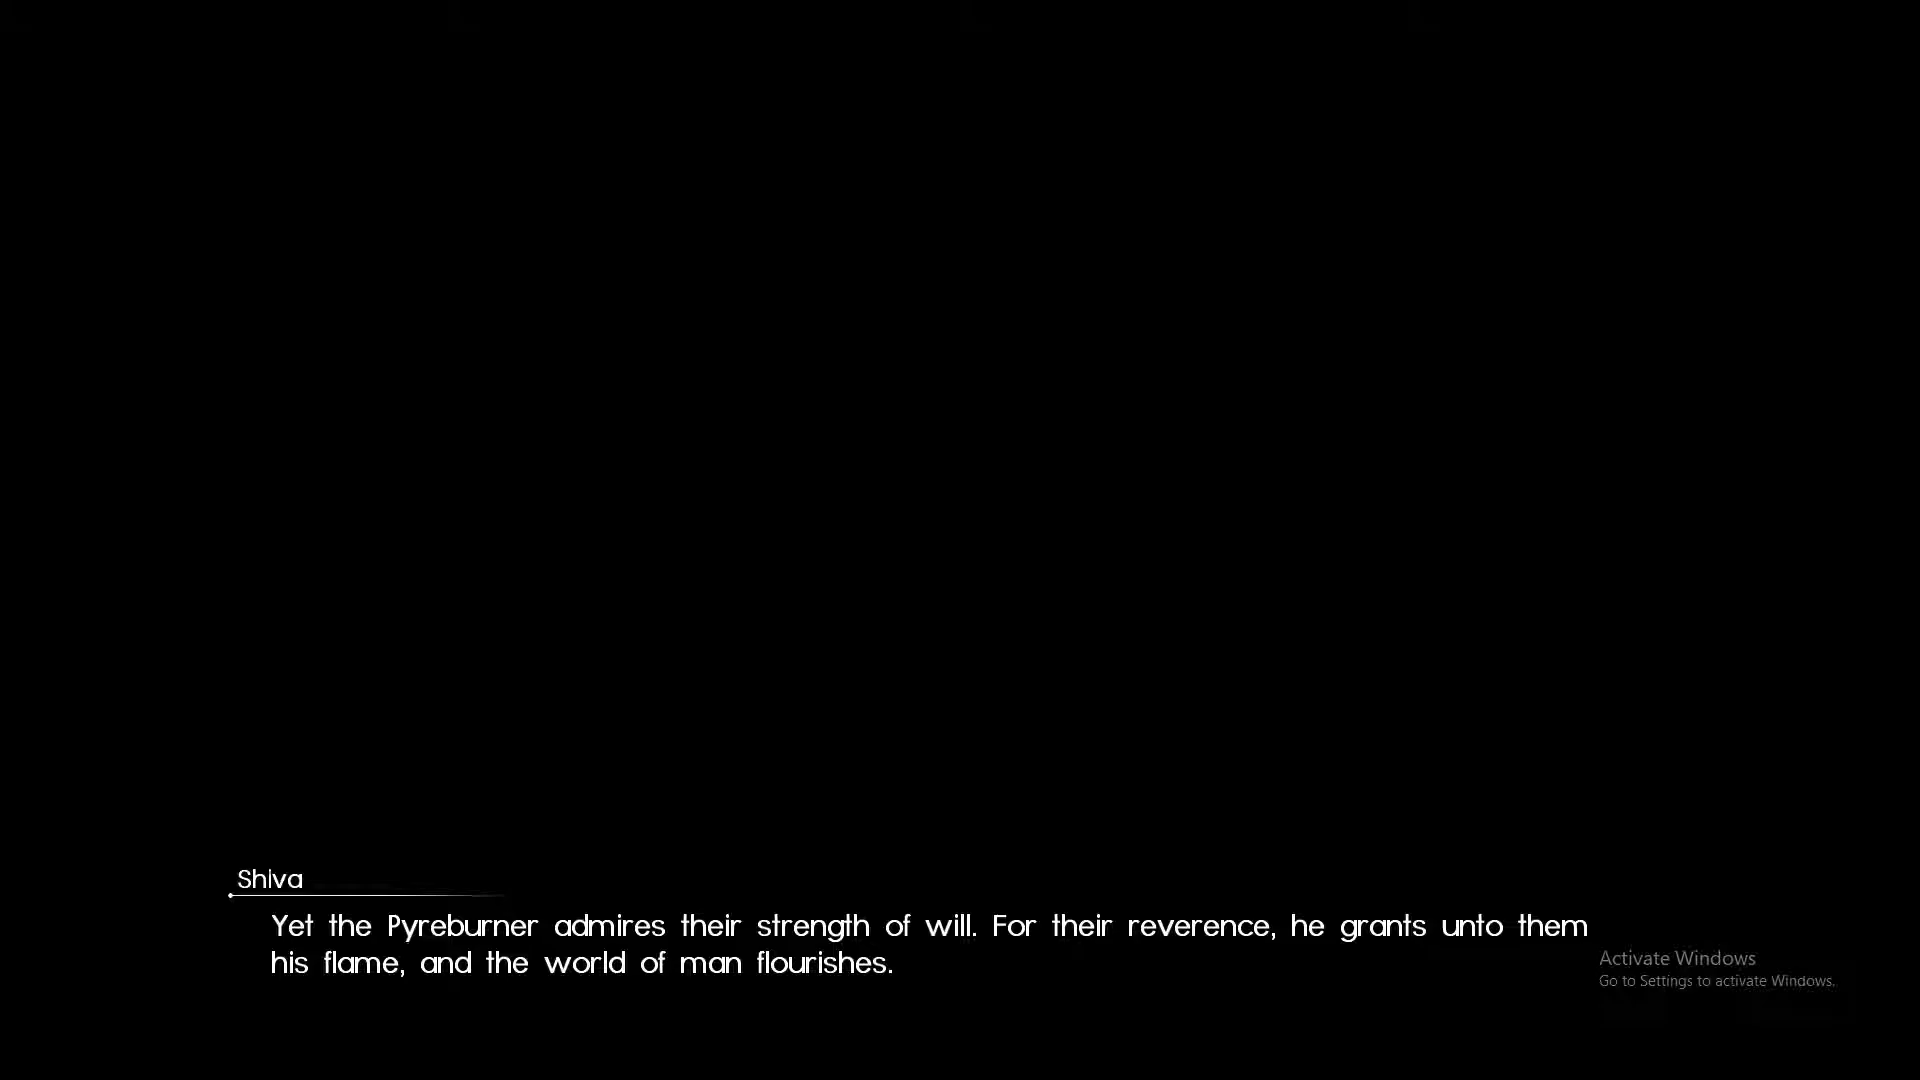 Shiva
Yet the Pyreburner admires their strength of will. For their reverence, he grants unto them
his flame, and the world of man flourishes.
Activate Windows
Go to Settings to activate Windows.